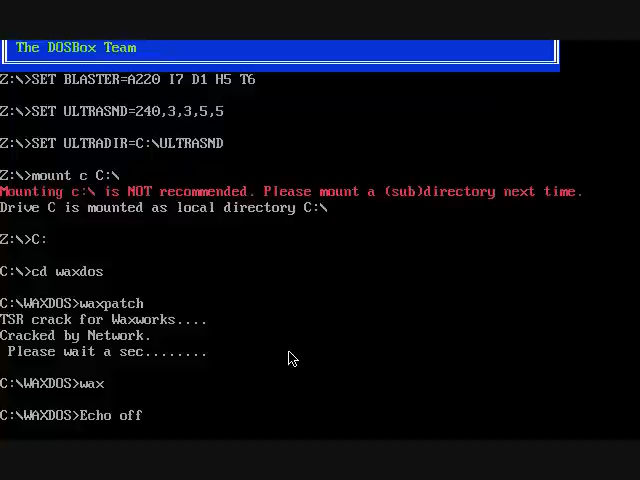 The DOSBox Team
Z:\>SET BLASTER=A220 I7 D1 H5 T6
Z:\>SET ULTRASND=240,3,3,5,5
Z:\>SET ULTRADIR=C:\ULTRASND
Z:\>mount c C:\
Mounting c:\ is NOT recommended. Please mount a (sub)directory next time.
Drive C is mounted as local directory C:\
Z:\>C:
C:\>cd waxdos
C:\WAXDOS>waxpatch
TSR crack for Waxworks....
Cracked by Network.
Please wait a sec........
C:\WAXDOS>wax
C:\WAXDOS>Echo off